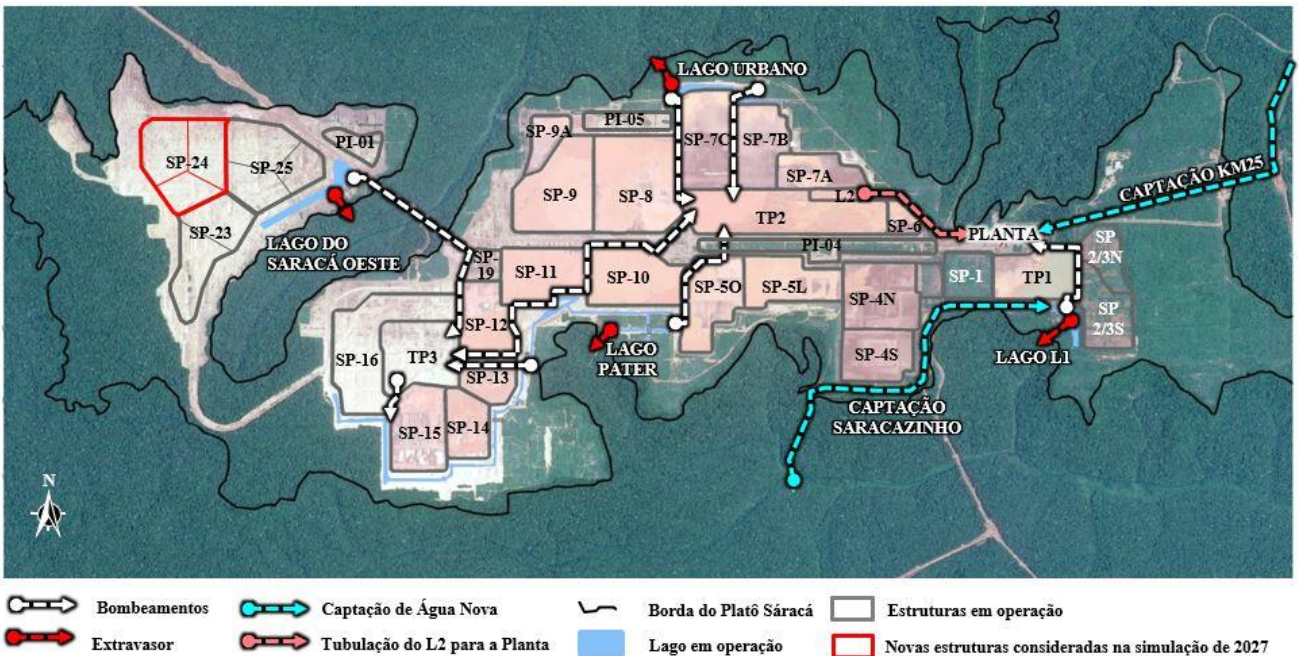 LAGO URBANO
PI-05
SP-9A
SP-7C
SP-7B
PI-01
SP-24
SP-25
SP-7A
CAPTAÇÃO KM25
SP-9
SP-8
L2
TP2
SP-6
PLANTA
SP-23
LAGO DO
SARACÁ OESTE
PI-04
SP
2/3N
SP-
19
SP-11
SP-10
SP-5O
SP-5L
SP-4N
SP-1
TP1
SP-12
SP
2/3S
SP-16
TP3
LAGO
PATER
SP-4S
LAGO L1
SP-13
SP-15
SP-14
CAPTAÇÃO
SARACAZINHO
N
Bombeamentos
Captação de Água Nova
Borda do Platô Sáracá
Estruturas em operação
Extravasor
Tubulação do L2 para a Planta
Lago em operação
Novas estruturas consideradas na simulação de 2027